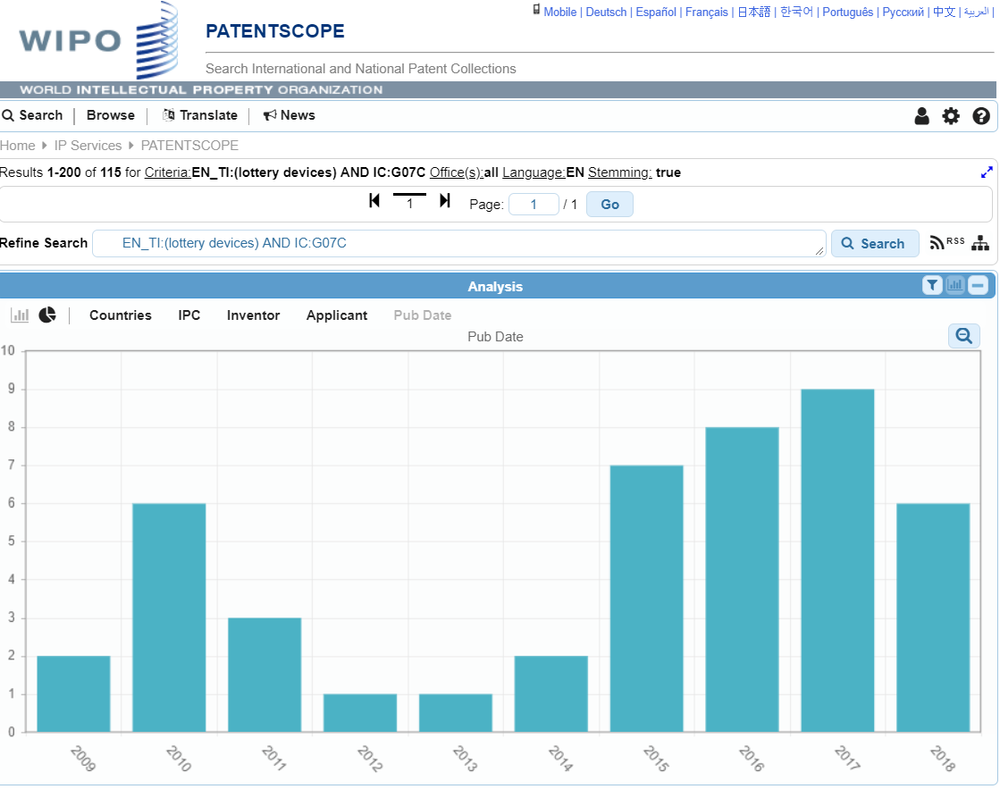 Mobile | Deutsch | Español | Français | 日本語 | 한국어 | Português | Русский | 中文 | العربية |
WIPO
PATENTSCOPE
Search International and National Patent Collections
WORLD INTELLECTUAL PROPERTY ORGANIZATION
Search | Browse | Translate | News
Home IP Services PATENTSCOPE
Results 1-200 of 115 for Criteria:EN_TI:(lottery devices) AND IC:G07C Office(s):all Language:EN Stemming: true
1 Page: 1 / 1 Go
Refine Search EN_TI:(lottery devices) AND IC:G07C Search RSS
Analysis
Countries IPC Inventor Applicant Pub Date
Pub Date
10
9
8
7
6
5
4
3
2
1
0
2009 2010 2011 2012 2013 2014 2015 2016 2017 2018